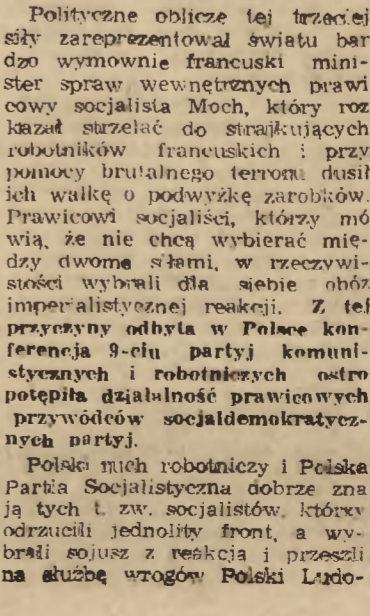 Polityczne oblicze tej trzeciej
siły zareprezentował światu bar
dzo wymownie francuski mini-
ster spraw wewnętrznych prawi
cowy socjalista Moch, który roz
kazał strzelać do strajkujących
robotników francuskich i przy
pomocy brutalnego terroru dusił
ich walkę o podwyżkę zarobków.
Prawicowi socjaliści, którzy mó
wią, że nie chcą wybierać mię-
dzy dwoma siłami, w rzeczywi-
stości wybrali dla siebie obóz
imperialistycznej reakcji. Z tej
przyczyny odbyta w Polsce kon-
ferencja 9-ciu partyj komuni-
stycznych i robotniczych ostro
potępiła działalność prawicowych
przywódców socjaldemokratycz-
nych partyj.
Polski ruch robotniczy i Polska
Partia Socjalistyczna dobrze zna
ją tych t. zw. socjalistów, którzy
odrzucili jednolity front, a wy-
brali sojusz z reakcją i przeszli
na służbę wrogów Polski Ludo-